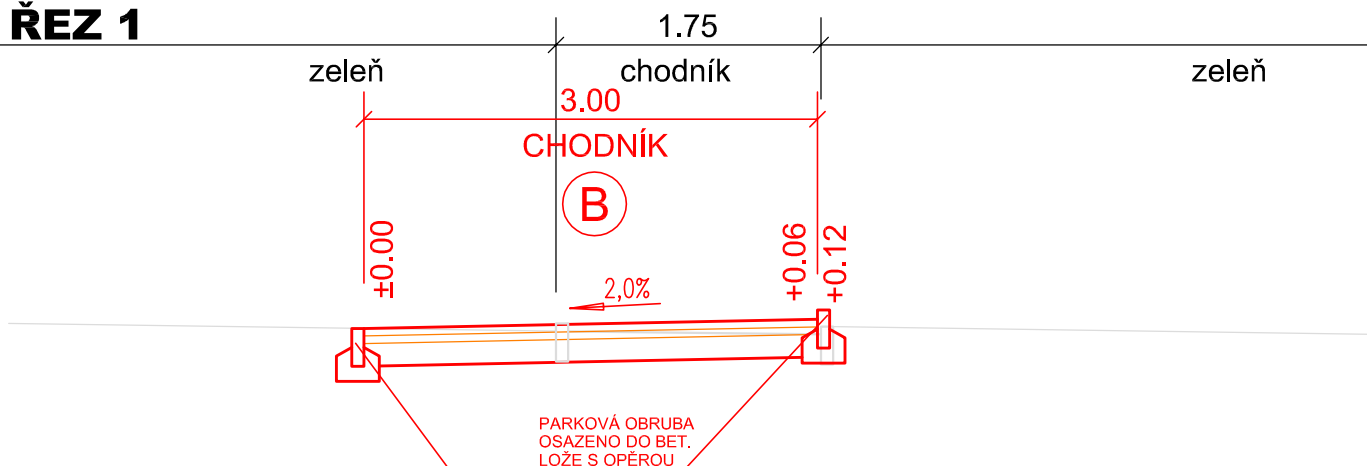 ŘEZ 1
1.75
zeleň
chodník
zeleň
3.00
CHODNÍK
B
±0.00
+0.06
+0.12
2,0%
PARKOVÁ OBRUBA
OSAZENO DO BET.
LOŽE S OPĚROU